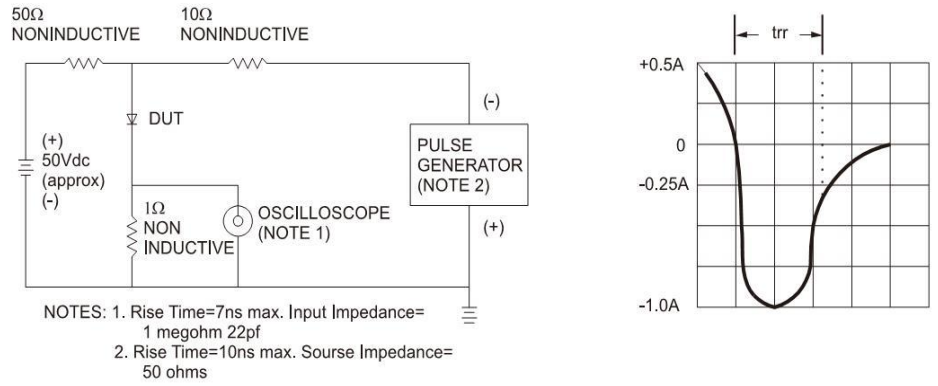 50Ω
NONINDUCTIVE
10Ω
NONINDUCTIVE
DUT
(+)
50Vdc
(approx)
(-)
1Ω
NON
INDUCTIVE
OSCILLOSCOPE
(NOTE 1)
(-)
PULSE
GENERATOR
(NOTE 2)
(+)
NOTES: 1. Rise Time=7ns max. Input Impedance=
1 megohm 22pf
2. Rise Time=10ns max. Sourse Impedance=
50 ohms
trr
+0.5A
0
-0.25A
-1.0A